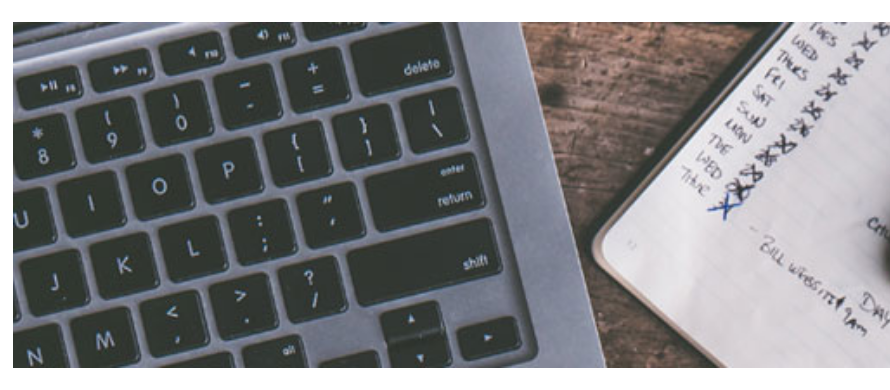 F8 F9 F10 F11
* ( ) - + delete
8 9 0 =
U I O P { } | enter
[ ] \ return
J K L : "
; ' shift
N M < > ?
, . / alt
TUES
WED
THURS
FRI
SAT
SUN
MON
TUE
WED
THUR
- BILL WEBSITE
DAY
9AM